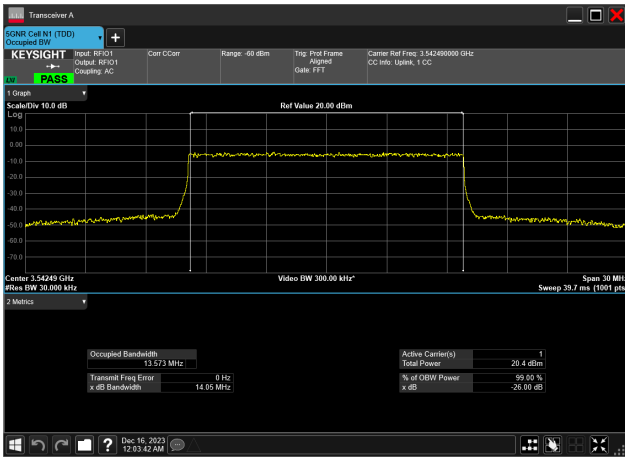 Transceiver A
5GNR Cell N1 (TDD)
Occupied BW
KEYSIGHT
Input: RFIO1
Output: RFIO1
Coupling: AC
Corr CCorr
Range: -60 dBm
Trig: Prot Frame
Aligned
Gate: FFT
Carrier Ref Freq: 3.542490000 GHz
CC Info: Uplink, 1 CC
PASS
1 Graph
Scale/Div 10.0 dB
Ref Value 20.00 dBm
Log
10.0
0.00
-10.0
-20.0
-30.0
-40.0
-50.0
-60.0
-70.0
Center 3.54249 GHz
Video BW 300.00 kHz*
Span 30 MHz
#Res BW 30.000 kHz
Sweep 39.7 ms (1001 pts)
2 Metrics
Occupied Bandwidth
13.573 MHz
Active Carrier(s) 1
Total Power 20.4 dBm
Transmit Freq Error 0 Hz
x dB Bandwidth 14.05 MHz
% of OBW Power 99.00 %
x dB -26.00 dB
Dec 16, 2023
12:03:42 AM